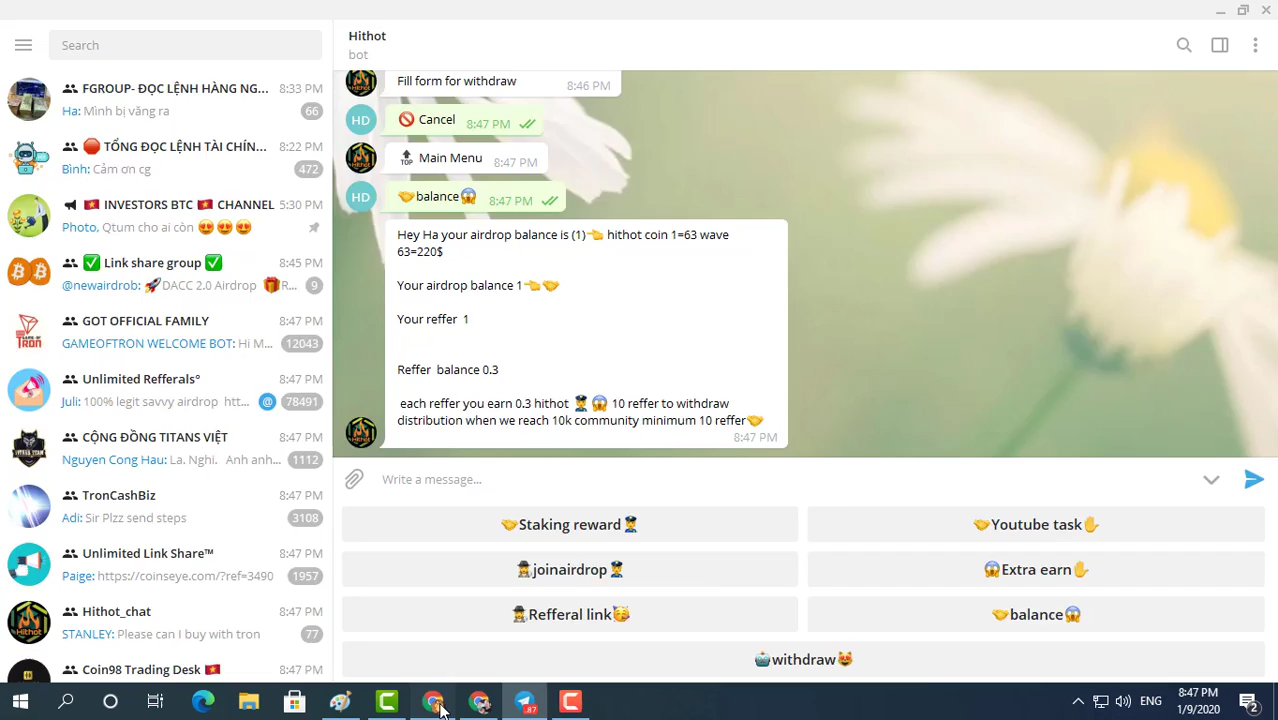 Search
FGROUP- ĐỌC LỆNH HÀNG NG... 8:33 PM
Ha: Mình bị văng ra 66
TỔNG ĐỌC LỆNH TÀI CHÍN... 8:22 PM
Bình: Cảm ơn cg 472
INVESTORS BTC CHANNEL 5:30 PM
Photo, Qtum cho ai còn
Link share group 8:45 PM
@newairdrob: DACC 2.0 Airdrop R... 9
GOT OFFICIAL FAMILY 8:47 PM
GAMEOFTRON WELCOME BOT: Hi M... 12043
Unlimited Refferals° 8:47 PM
Juli: 100% legit savvy airdrop htt... @ 78491
CỘNG ĐỒNG TITANS VIỆT 8:47 PM
Nguyen Cong Hau: La. Nghi. Anh anh... 1112
TronCashBiz 8:47 PM
Adi: Sir Plzz send steps 3108
Unlimited Link Share™ 8:47 PM
Paige: https://coinseye.com/?ref=3490 1957
Hithot_chat 8:47 PM
STANLEY: Please can I buy with tron 77
Coin98 Trading Desk 8:47 PM
Hithot
bot
Fill form for withdraw 8:46 PM
HD Cancel 8:47 PM
TOP Main Menu 8:47 PM
HD 🤝balance😱 8:47 PM
Hey Ha your airdrop balance is (1)👈 hithot coin 1=63 wave
63=220$
Your airdrop balance 1👈🤝
Your reffer 1
Reffer balance 0.3
each reffer you earn 0.3 hithot 👮😱 10 reffer to withdraw
distribution when we reach 10k community minimum 10 reffer🤝
8:47 PM
Write a message...
🤝Staking reward👮
🤝Youtube task✋
🕵joinairdrop👮
😱Extra earn✋
🕵Refferal link🥳
🤝balance😱
🤖withdraw😻
.87
ENG
8:47 PM
1/9/2020
2